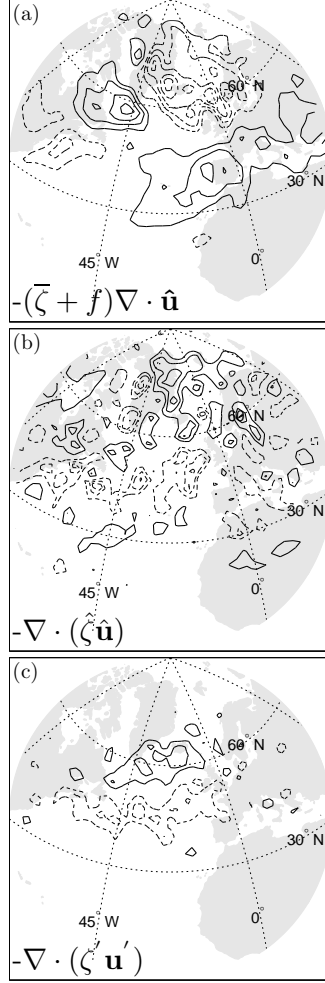 (a)
60° N
30° N
45° W
0°
-(ζ̅ + f)∇ · û
(b)
60° N
30° N
45° W
0°
-∇ · (ζ̂û)
(c)
60° N
30° N
45° W
0°
-∇ · (ζ′u′)